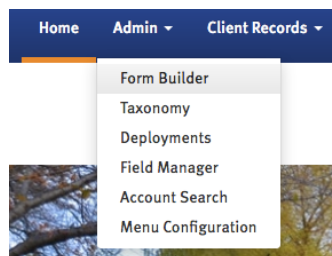 Home Admin Client Records
Form Builder
Taxonomy
Deployments
Field Manager
Account Search
Menu Configuration